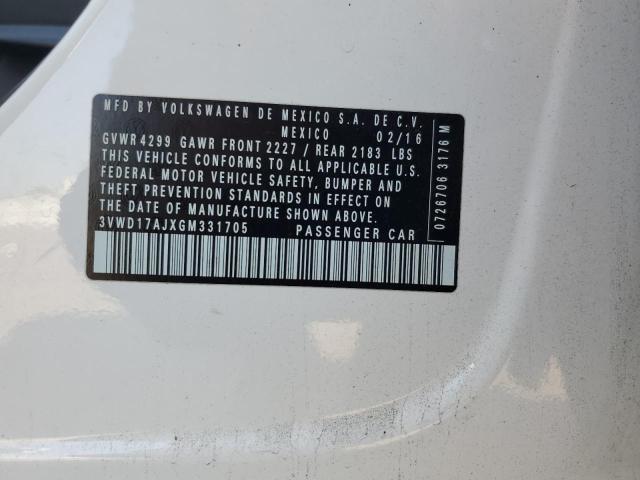 MFD BY VOLKSWAGEN DE MEXICO S.A. DE C.V.
MEXICO 02/16
GVWR 4299 GAWR FRONT 2227 / REAR 2183 LBS
THIS VEHICLE CONFORMS TO ALL APPLICABLE U.S.
FEDERAL MOTOR VEHICLE SAFETY, BUMPER AND
THEFT PREVENTION STANDARDS IN EFFECT ON
THE DATE OF MANUFACTURE SHOWN ABOVE.
3VWD17AJXGM331705 PASSENGER CAR
0726706 3176 M